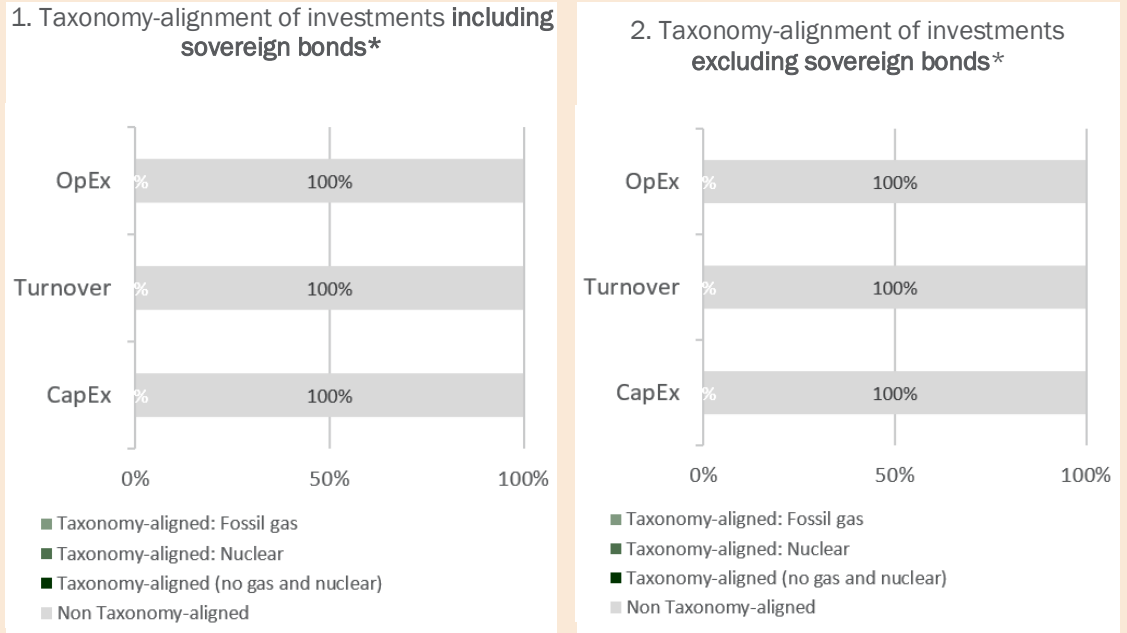 1. Taxonomy-alignment of investments including
sovereign bonds*
OpEx
%
100%
Turnover
%
100%
CapEx
%
100%
0%
50%
100%
Taxonomy-aligned: Fossil gas
Taxonomy-aligned: Nuclear
Taxonomy-aligned (no gas and nuclear)
Non Taxonomy-aligned
2. Taxonomy-alignment of investments
excluding sovereign bonds*
OpEx
%
100%
Turnover
%
100%
CapEx
%
100%
0%
50%
100%
Taxonomy-aligned: Fossil gas
Taxonomy-aligned: Nuclear
Taxonomy-aligned (no gas and nuclear)
Non Taxonomy-aligned